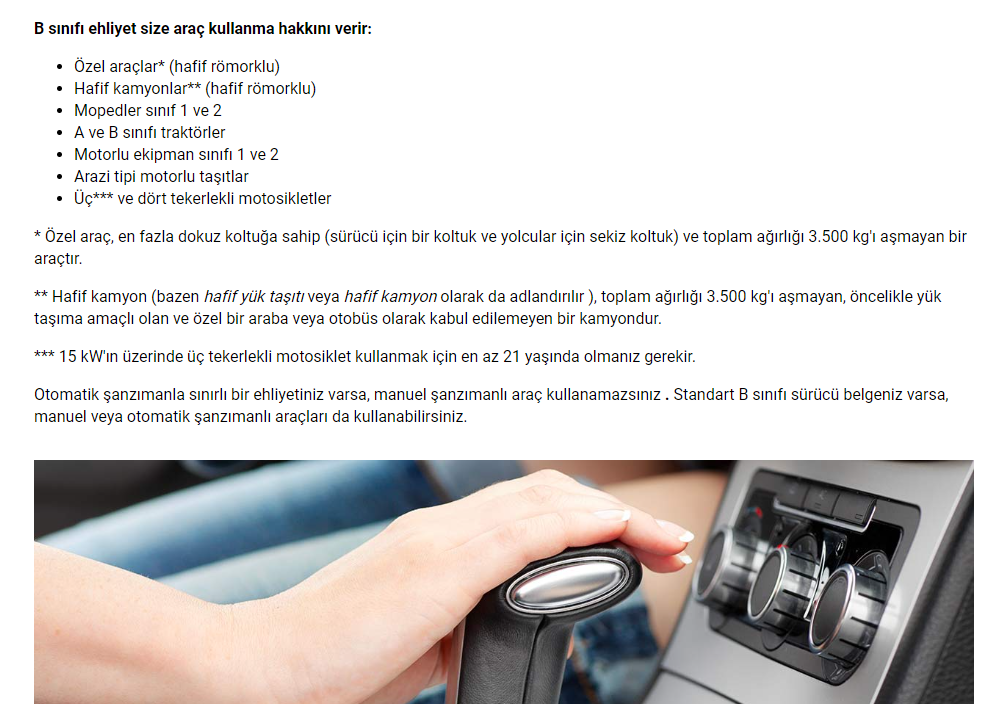 B sınıfı ehliyet size araç kullanma hakkını verir:
• Özel araçlar* (hafif römorklu)
• Hafif kamyonlar** (hafif römorklu)
• Mopedler sınıf 1 ve 2
• A ve B sınıfı traktörler
• Motorlu ekipman sınıfı 1 ve 2
• Arazi tipi motorlu taşıtlar
• Üç*** ve dört tekerlekli motosikletler
* Özel araç, en fazla dokuz koltuğa sahip (sürücü için bir koltuk ve yolcular için sekiz koltuk) ve toplam ağırlığı 3.500 kg'ı aşmayan bir
araçtır.
** Hafif kamyon (bazen hafif yük taşıtı veya hafif kamyon olarak da adlandırılır ), toplam ağırlığı 3.500 kg'ı aşmayan, öncelikle yük
taşıma amaçlı olan ve özel bir araba veya otobüs olarak kabul edilemeyen bir kamyondur.
*** 15 kW'ın üzerinde üç tekerlekli motosiklet kullanmak için en az 21 yaşında olmanız gerekir.
Otomatik şanzımanla sınırlı bir ehliyetiniz varsa, manuel şanzımanlı araç kullanamazsınız . Standart B sınıfı sürücü belgeniz varsa,
manuel veya otomatik şanzımanlı araçları da kullanabilirsiniz.